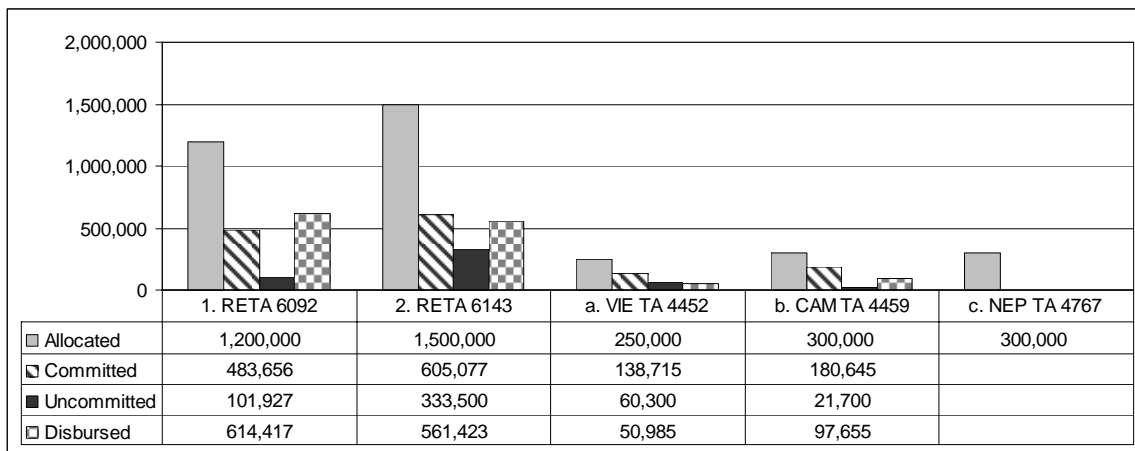 2,000,000
1,500,000
1,000,000
500,000
0
1. RETA 6092 2. RETA 6143 a. VIE TA 4452 b. CAM TA 4459 c. NEP TA 4767
Allocated 1,200,000 1,500,000 250,000 300,000 300,000
Committed 483,656 605,077 138,715 180,645
Uncommitted 101,927 333,500 60,300 21,700
Disbursed 614,417 561,423 50,985 97,655